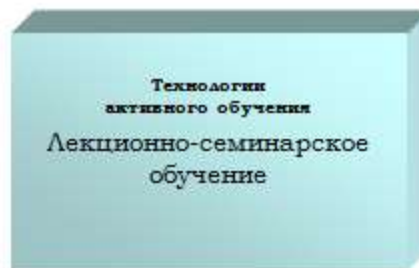 Технологии
активного обучения
Лекционно-семинарское
обучение